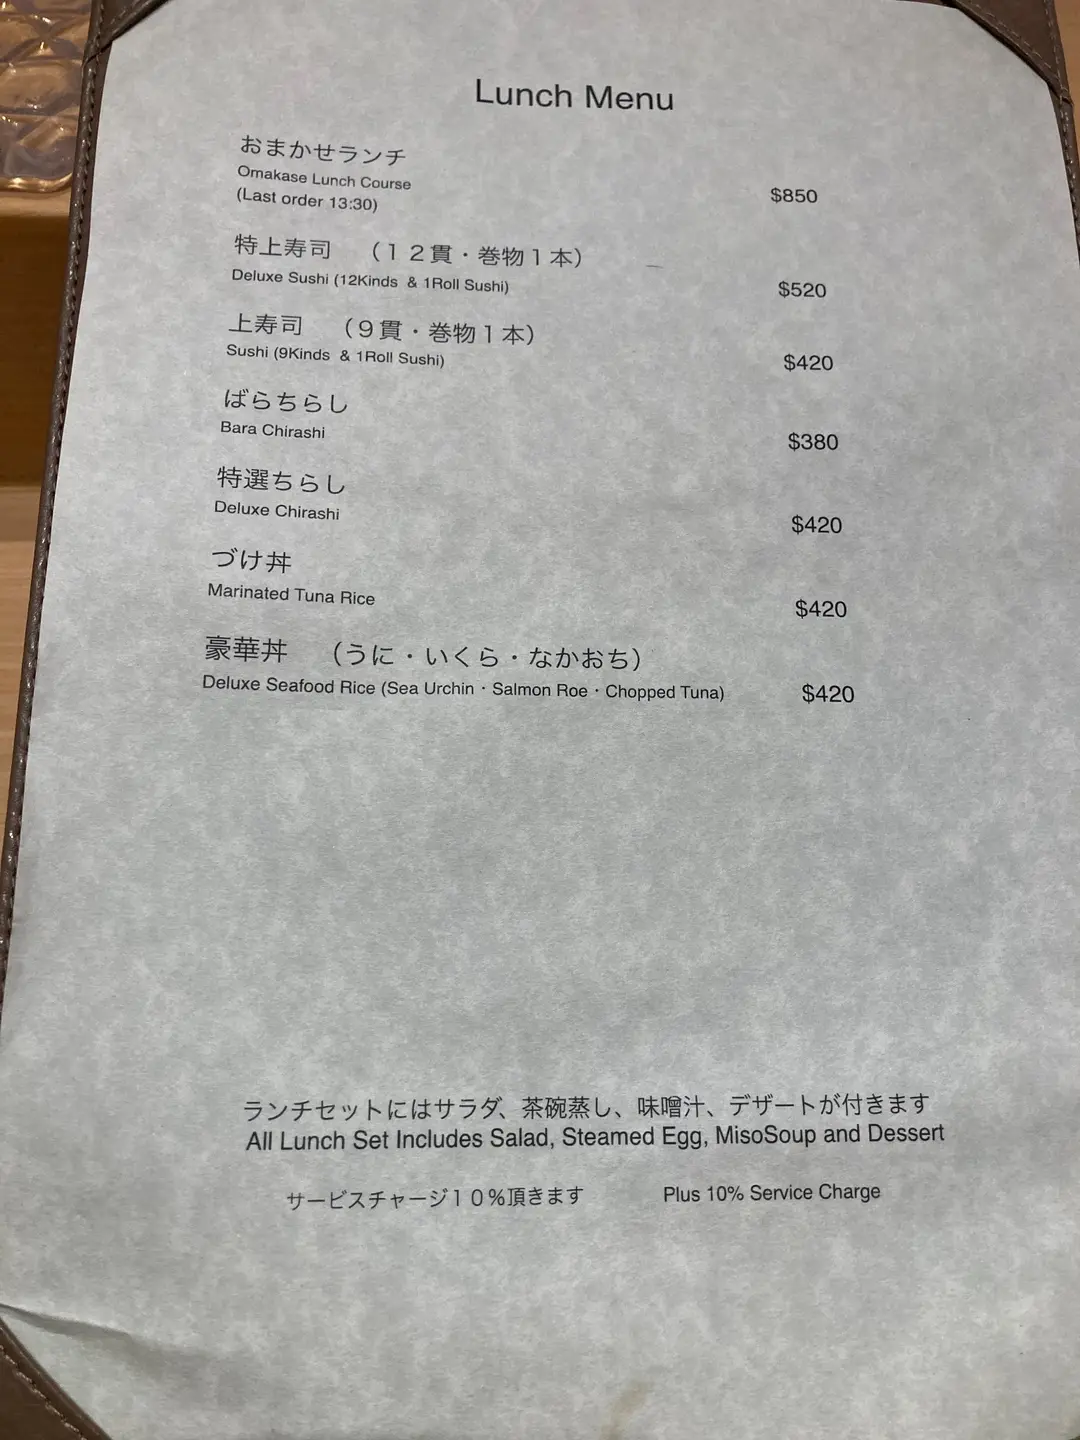 Lunch Menu
おまかせランチ
Omakase Lunch Course
(Last order 13:30)
$850
特上寿司 （１２貫・巻物１本）
Deluxe Sushi (12Kinds & 1Roll Sushi)
$520
上寿司 （９貫・巻物１本）
Sushi (9Kinds & 1Roll Sushi)
$420
ばらちらし
Bara Chirashi
$380
特選ちらし
Deluxe Chirashi
$420
づけ丼
Marinated Tuna Rice
$420
豪華丼 （うに・いくら・なかおち）
Deluxe Seafood Rice (Sea Urchin・Salmon Roe・Chopped Tuna)
$420
ランチセットにはサラダ、茶碗蒸し、味噌汁、デザートが付きます
All Lunch Set Includes Salad, Steamed Egg, MisoSoup and Dessert
サービスチャージ１０％頂きます Plus 10% Service Charge